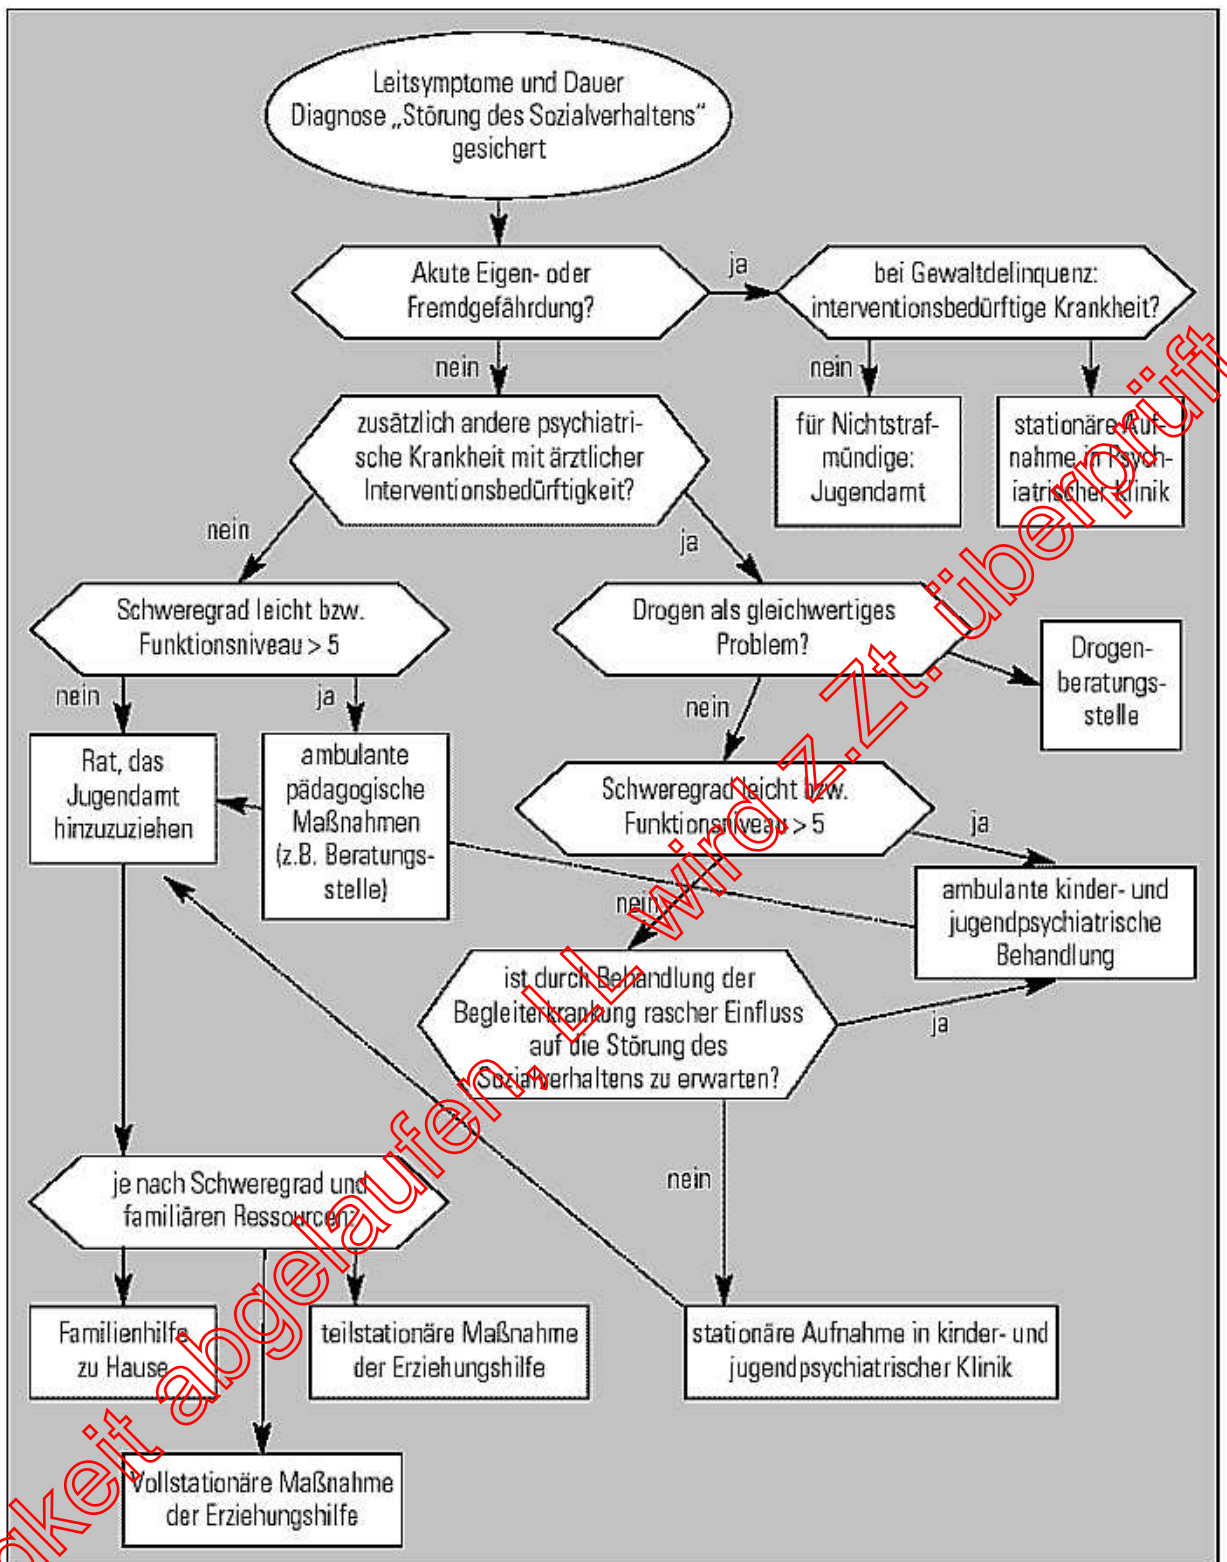 Leitsymptome und Dauer
Diagnose „Störung des Sozialverhaltens“
gesichert
Akute Eigen- oder
Fremdgefährdung?
ja
bei Gewaltdelinquenz:
interventionsbedürftige Krankheit?
nein
nein
zusätzlich andere psychiatri-
sche Krankheit mit ärztlicher
Interventionsbedürftigkeit?
für Nichtstraf-
mündige:
Jugendamt
stationäre Auf-
nahme in Psych-
iatrischer Klinik
nein
ja
Schweregrad leicht bzw.
Funktionsniveau > 5
Drogen als gleichwertiges
Problem?
Drogen-
beratungs-
stelle
nein
ja
nein
Rat, das
Jugendamt
hinzuzuziehen
ambulante
pädagogische
Maßnahmen
(z.B. Beratungs-
stelle)
Schweregrad leicht bzw.
Funktionsniveau > 5
ja
nein
ambulante kinder- und
jugendpsychiatrische
Behandlung
ist durch Behandlung der
Begleiterkrankung rascher Einfluss
auf die Störung des
Sozialverhaltens zu erwarten?
ja
nein
je nach Schweregrad und
familiären Ressourcen:
Familienhilfe
zu Hause
teilstationäre Maßnahme
der Erziehungshilfe
stationäre Aufnahme in kinder- und
jugendpsychiatrischer Klinik
Vollstationäre Maßnahme
der Erziehungshilfe
gkeit abgelaufen, LL wird z.Zt. überprüft